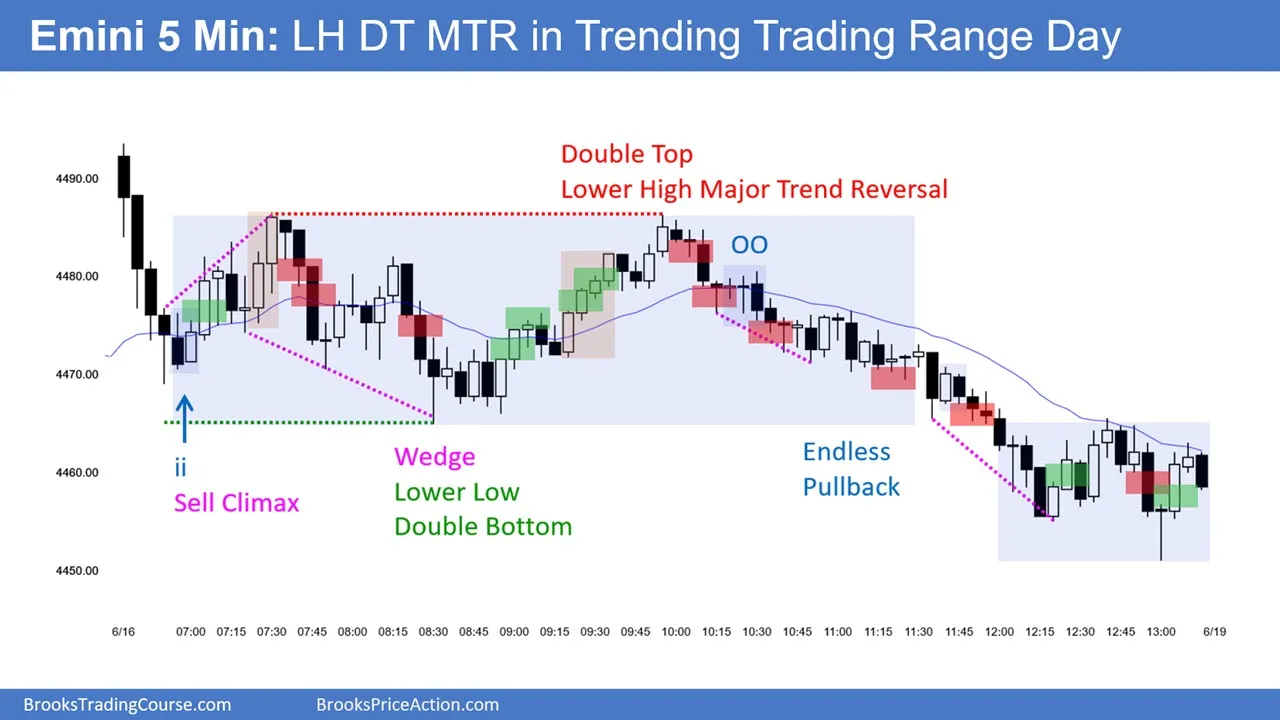 Emini 5 Min: LH DT MTR in Trending Trading Range Day
Double Top
Lower High Major Trend Reversal
OO
4490.00
4480.00
4470.00
4460.00
4450.00
ii
Sell Climax
Wedge
Lower Low
Double Bottom
Endless
Pullback
6/16 07:00 07:15 07:30 07:45 08:00 08:15 08:30 08:45 09:00 09:15 09:30 09:45 10:00 10:15 10:30 10:45 11:00 11:15 11:30 11:45 12:00 12:15 12:30 12:45 13:00 6/19
BrooksTradingCourse.com BrooksPriceAction.com